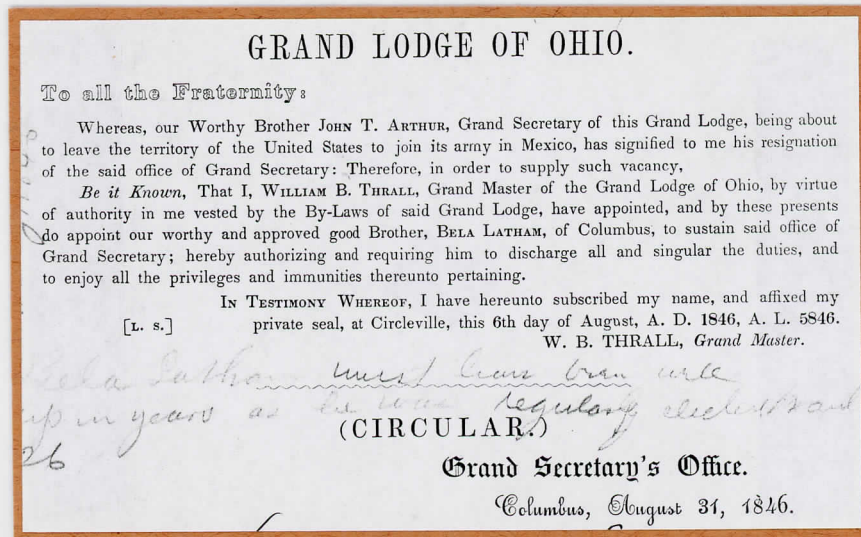 GRAND LODGE OF OHIO.
To all the Fraternity:
Whereas, our Worthy Brother JOHN T. ARTHUR, Grand Secretary of this Grand Lodge, being about
to leave the territory of the United States to join its army in Mexico, has signified to me his resignation
of the said office of Grand Secretary: Therefore, in order to supply such vacancy,
Be it Known, That I, WILLIAM B. THRALL, Grand Master of the Grand Lodge of Ohio, by virtue
of authority in me vested by the By-Laws of said Grand Lodge, have appointed, and by these presents
do appoint our worthy and approved good Brother, BELA LATHAM, of Columbus, to sustain said office of
Grand Secretary; hereby authorizing and requiring him to discharge all and singular the duties, and
to enjoy all the privileges and immunities thereunto pertaining.
IN TESTIMONY WHEREOF, I have hereunto subscribed my name, and affixed my
[L. S.] private seal, at Circleville, this 6th day of August, A. D. 1846, A. L. 5846.
W. B. THRALL, Grand Master.
Bela Latham must have been well
up in years as he was regularly elected
26
(CIRCULAR.)
Grand Secretary's Office.
Columbus, August 31, 1846.